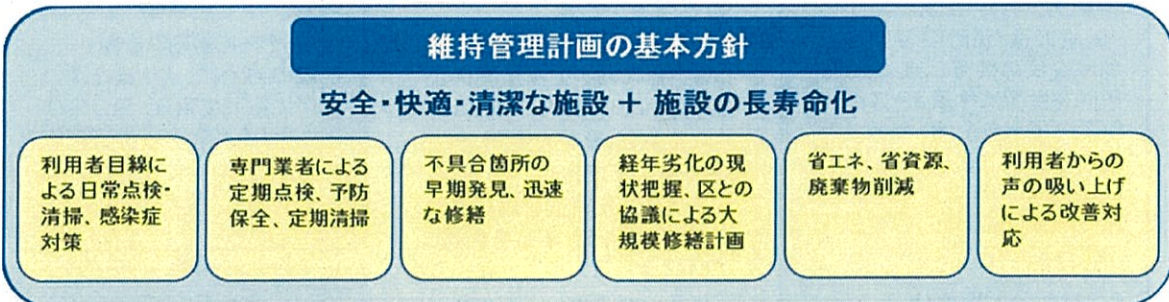 維持管理計画の基本方針
安全・快適・清潔な施設 + 施設の長寿命化
利用者目線に
よる日常点検・
清掃、感染症
対策
専門業者による
定期点検、予防
保全、定期清掃
不具合箇所の
早期発見、迅速
な修繕
経年劣化の現
状把握、区との
協議による大
規模修繕計画
省エネ、省資源、
廃棄物削減
利用者からの
声の吸い上げ
による改善対
応